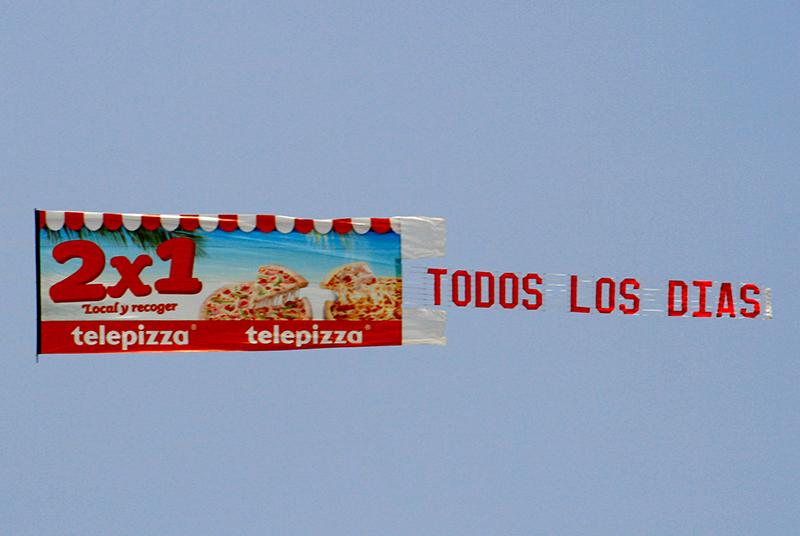 2x1
Local y recoger
telepizza® telepizza®
TODOS LOS DIAS